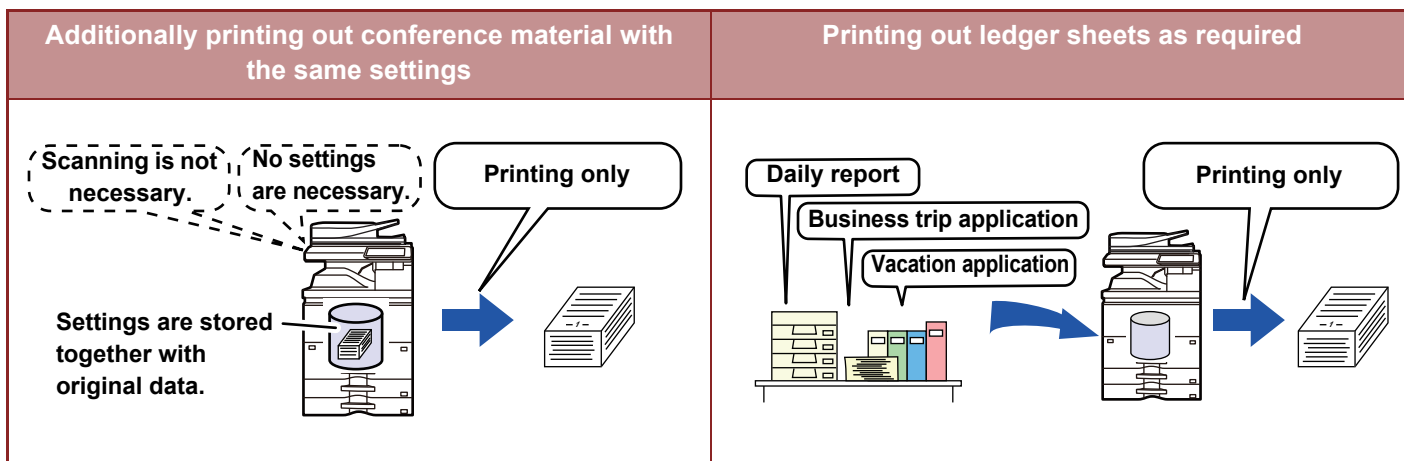 Additionally printing out conference material with
the same settings
Scanning is not
necessary.
No settings
are necessary.
Printing only
Settings are stored
together with
original data.
-1-
Printing out ledger sheets as required
Daily report
Business trip application
Vacation application
Printing only
-1-